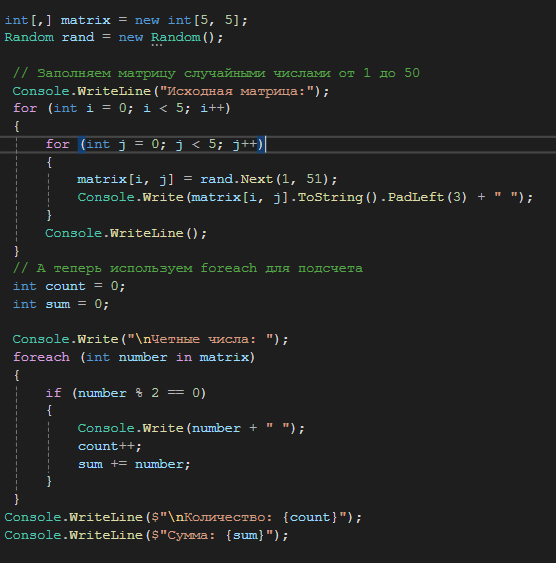 int[,] matrix = new int[5, 5];
Random rand = new Random();
// Заполняем матрицу случайными числами от 1 до 50
Console.WriteLine("Исходная матрица:");
for (int i = 0; i < 5; i++)
{
for (int j = 0; j < 5; j++)
{
matrix[i, j] = rand.Next(1, 51);
Console.Write(matrix[i, j].ToString().PadLeft(3) + " ");
}
Console.WriteLine();
}
// А теперь используем foreach для подсчета
int count = 0;
int sum = 0;
Console.Write("\nЧетные числа: ");
foreach (int number in matrix)
{
if (number % 2 == 0)
{
Console.Write(number + " ");
count++;
sum += number;
}
}
Console.WriteLine($"\nКоличество: {count}");
Console.WriteLine($"Сумма: {sum}");